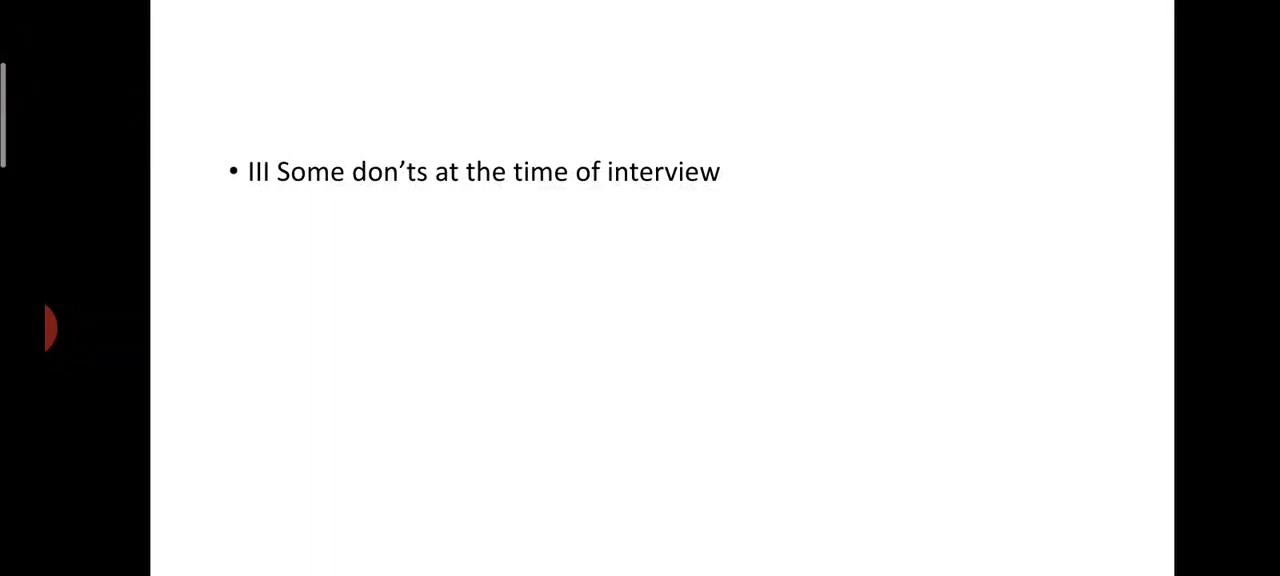 • III Some don’ts at the time of interview